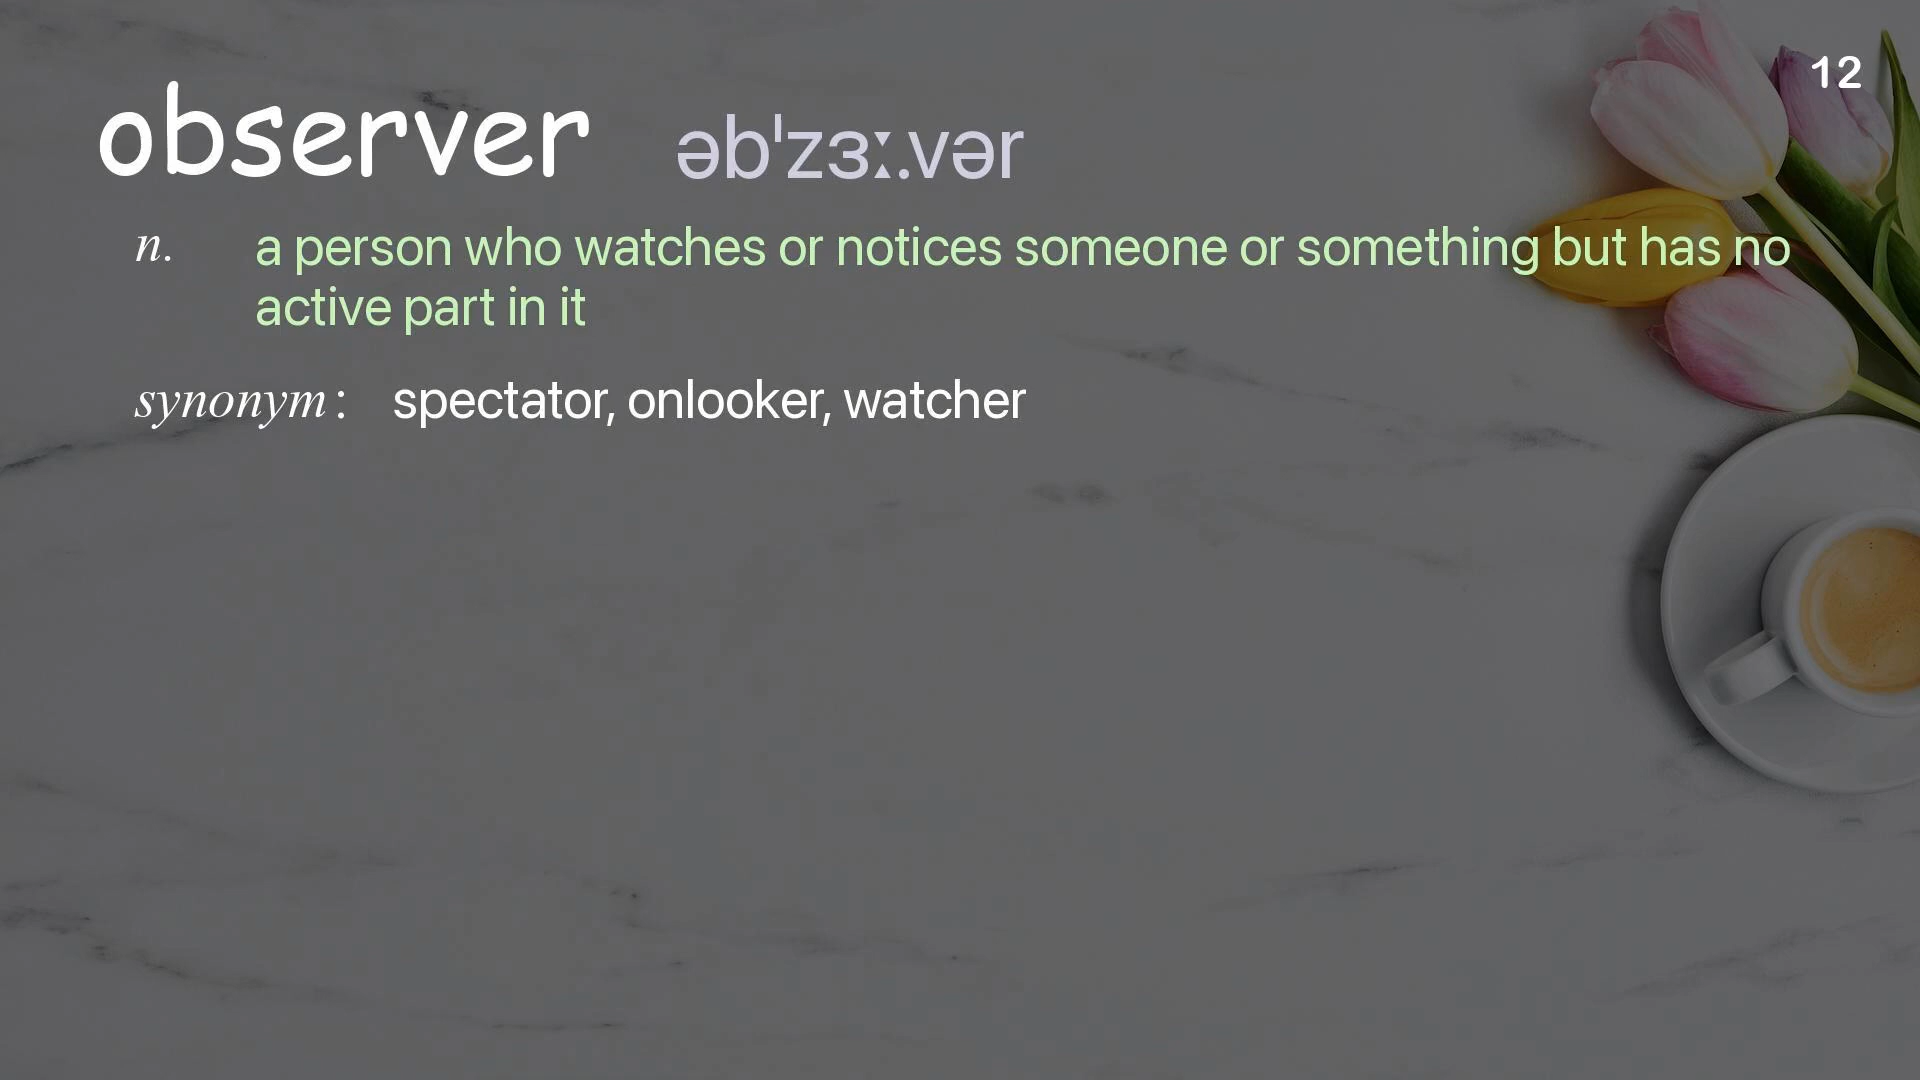 12
observer əbˈzɜː.vər
n. a person who watches or notices someone or something but has no
active part in it
synonym : spectator, onlooker, watcher